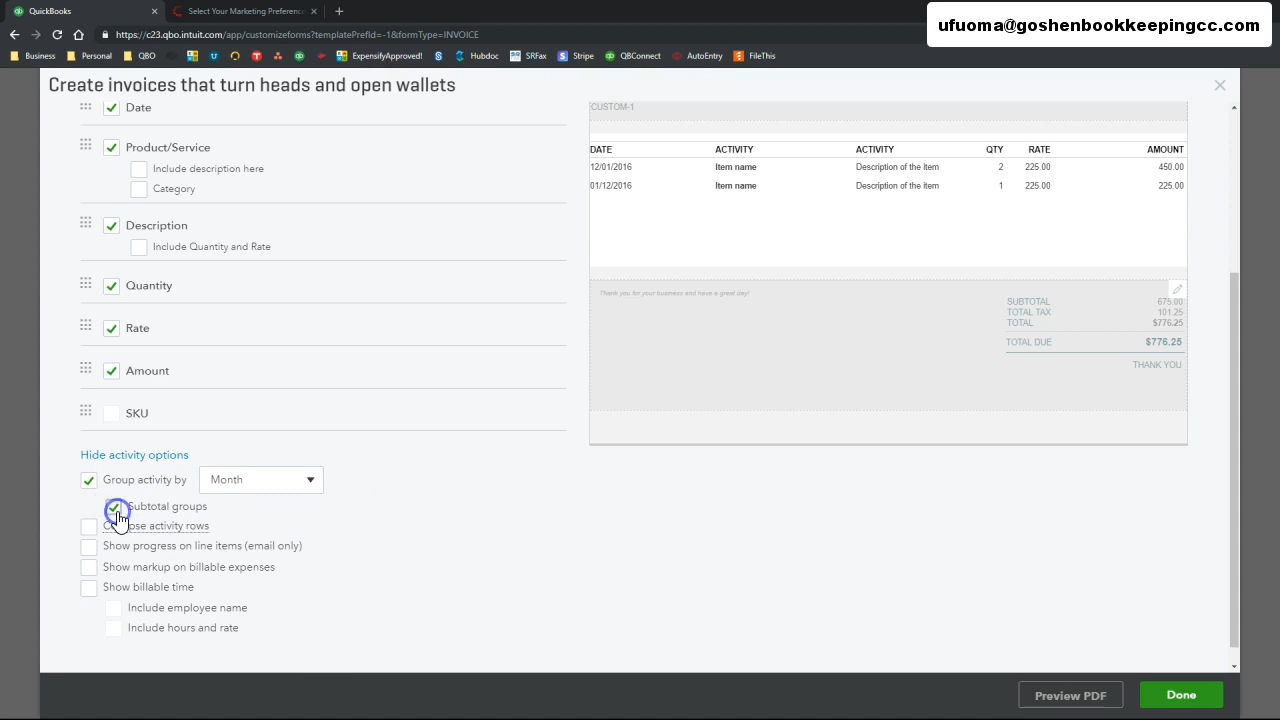 QuickBooks
Select Your Marketing Preferenc
ufuoma@goshenbookkeepingcc.com
https://c23.qbo.intuit.com/app/customizefoms?templatePrefId=-1&formType=INVOICE
Business Personal QBO ExpensifyApproved! Hubdoc SRFax Stripe QBConnect AutoEntry FileThis
Create invoices that turn heads and open wallets
Date
Product/Service
Include description here
Category
Description
Include Quantity and Rate
Quantity
Rate
Amount
SKU
Hide activity options
Group activity by Month
Subtotal groups
activity rows
Show progress on line items (email only)
Show markup on billable expenses
Show billable time
Include employee name
Include hours and rate
CUSTOM-1
DATE ACTIVITY ACTIVITY QTY RATE AMOUNT
12/01/2016 Item name Description of the item 2 225.00 450.00
01/12/2016 Item name Description of the item 1 225.00 225.00
Thank you for your business and have a great day!
SUBTOTAL 675.00
TOTAL TAX 101.25
TOTAL $776.25
TOTAL DUE $776.25
THANK YOU
Preview PDF
Done